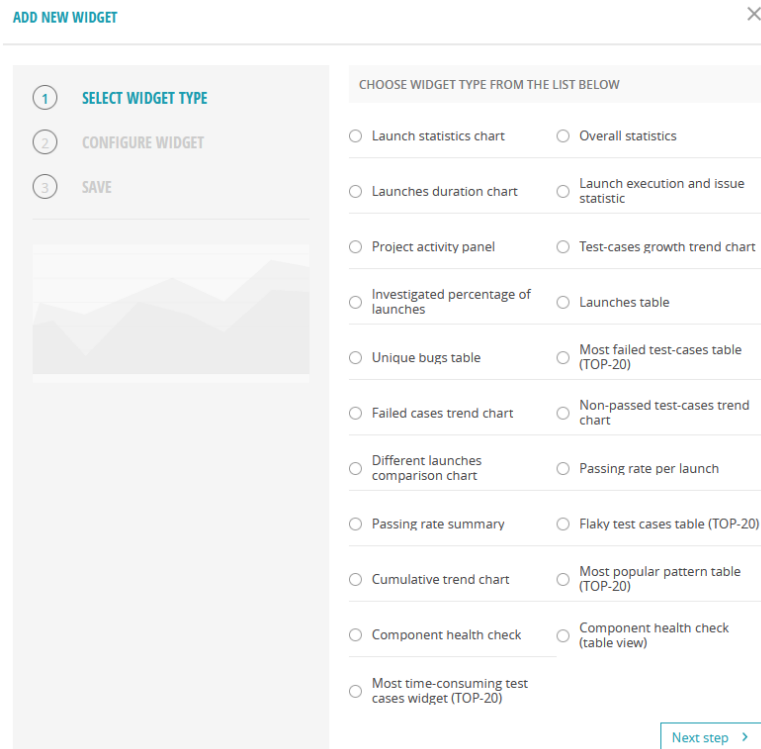 ADD NEW WIDGET
1 SELECT WIDGET TYPE
2 CONFIGURE WIDGET
3 SAVE
CHOOSE WIDGET TYPE FROM THE LIST BELOW
Launch statistics chart
Overall statistics
Launches duration chart
Launch execution and issue
statistic
Project activity panel
Test-cases growth trend chart
Investigated percentage of
launches
Launches table
Unique bugs table
Most failed test-cases table
(TOP-20)
Failed cases trend chart
Non-passed test-cases trend
chart
Different launches
comparison chart
Passing rate per launch
Passing rate summary
Flaky test cases table (TOP-20)
Cumulative trend chart
Most popular pattern table
(TOP-20)
Component health check
Component health check
(table view)
Most time-consuming test
cases widget (TOP-20)
Next step